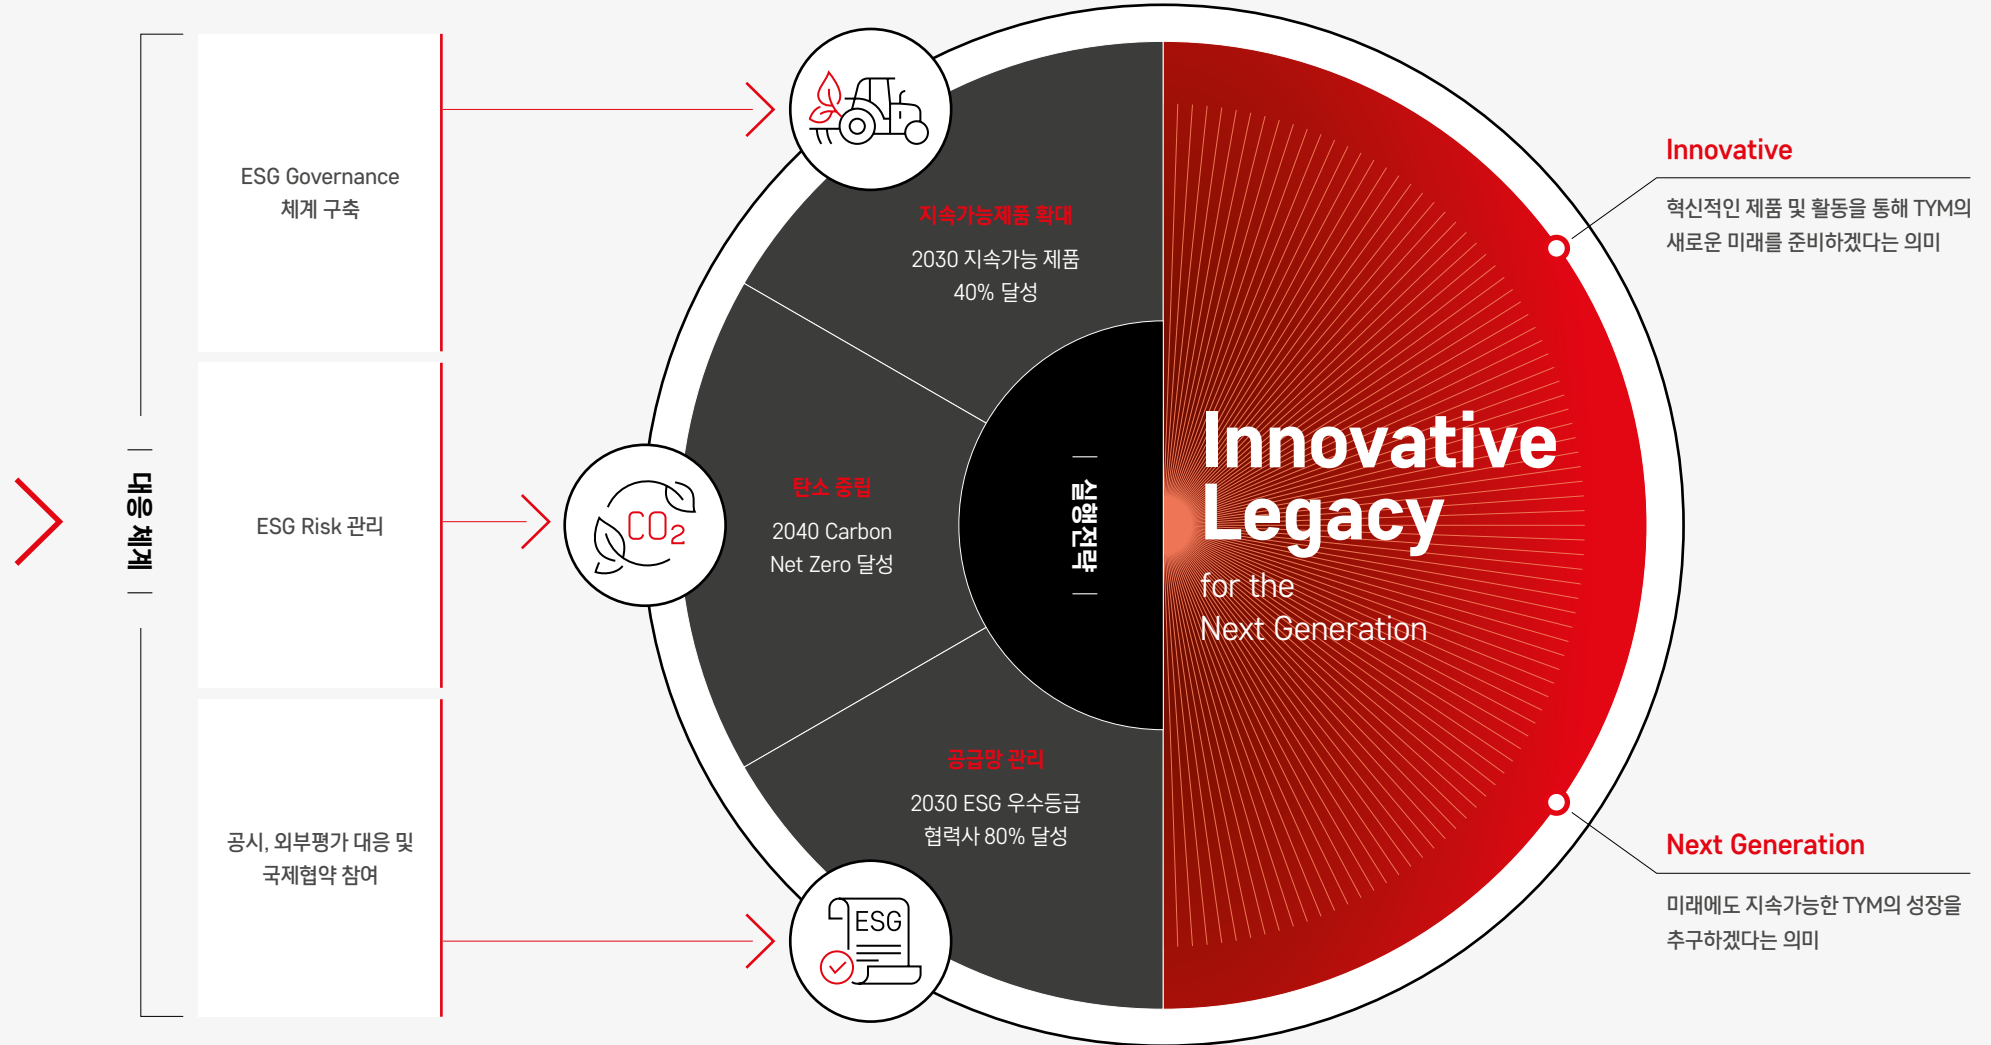 대응 체계
ESG Governance
체계 구축
ESG Risk 관리
공시, 외부평가 대응 및
국제협약 참여
지속가능제품 확대
2030 지속가능 제품
40% 달성
CO2
탄소 중립
2040 Carbon
Net Zero 달성
공급망 관리
2030 ESG 우수등급
협력사 80% 달성
ESG
실행전략
Innovative
Legacy
for the
Next Generation
Innovative
혁신적인 제품 및 활동을 통해 TYM의
새로운 미래를 준비하겠다는 의미
Next Generation
미래에도 지속가능한 TYM의 성장을
추구하겠다는 의미